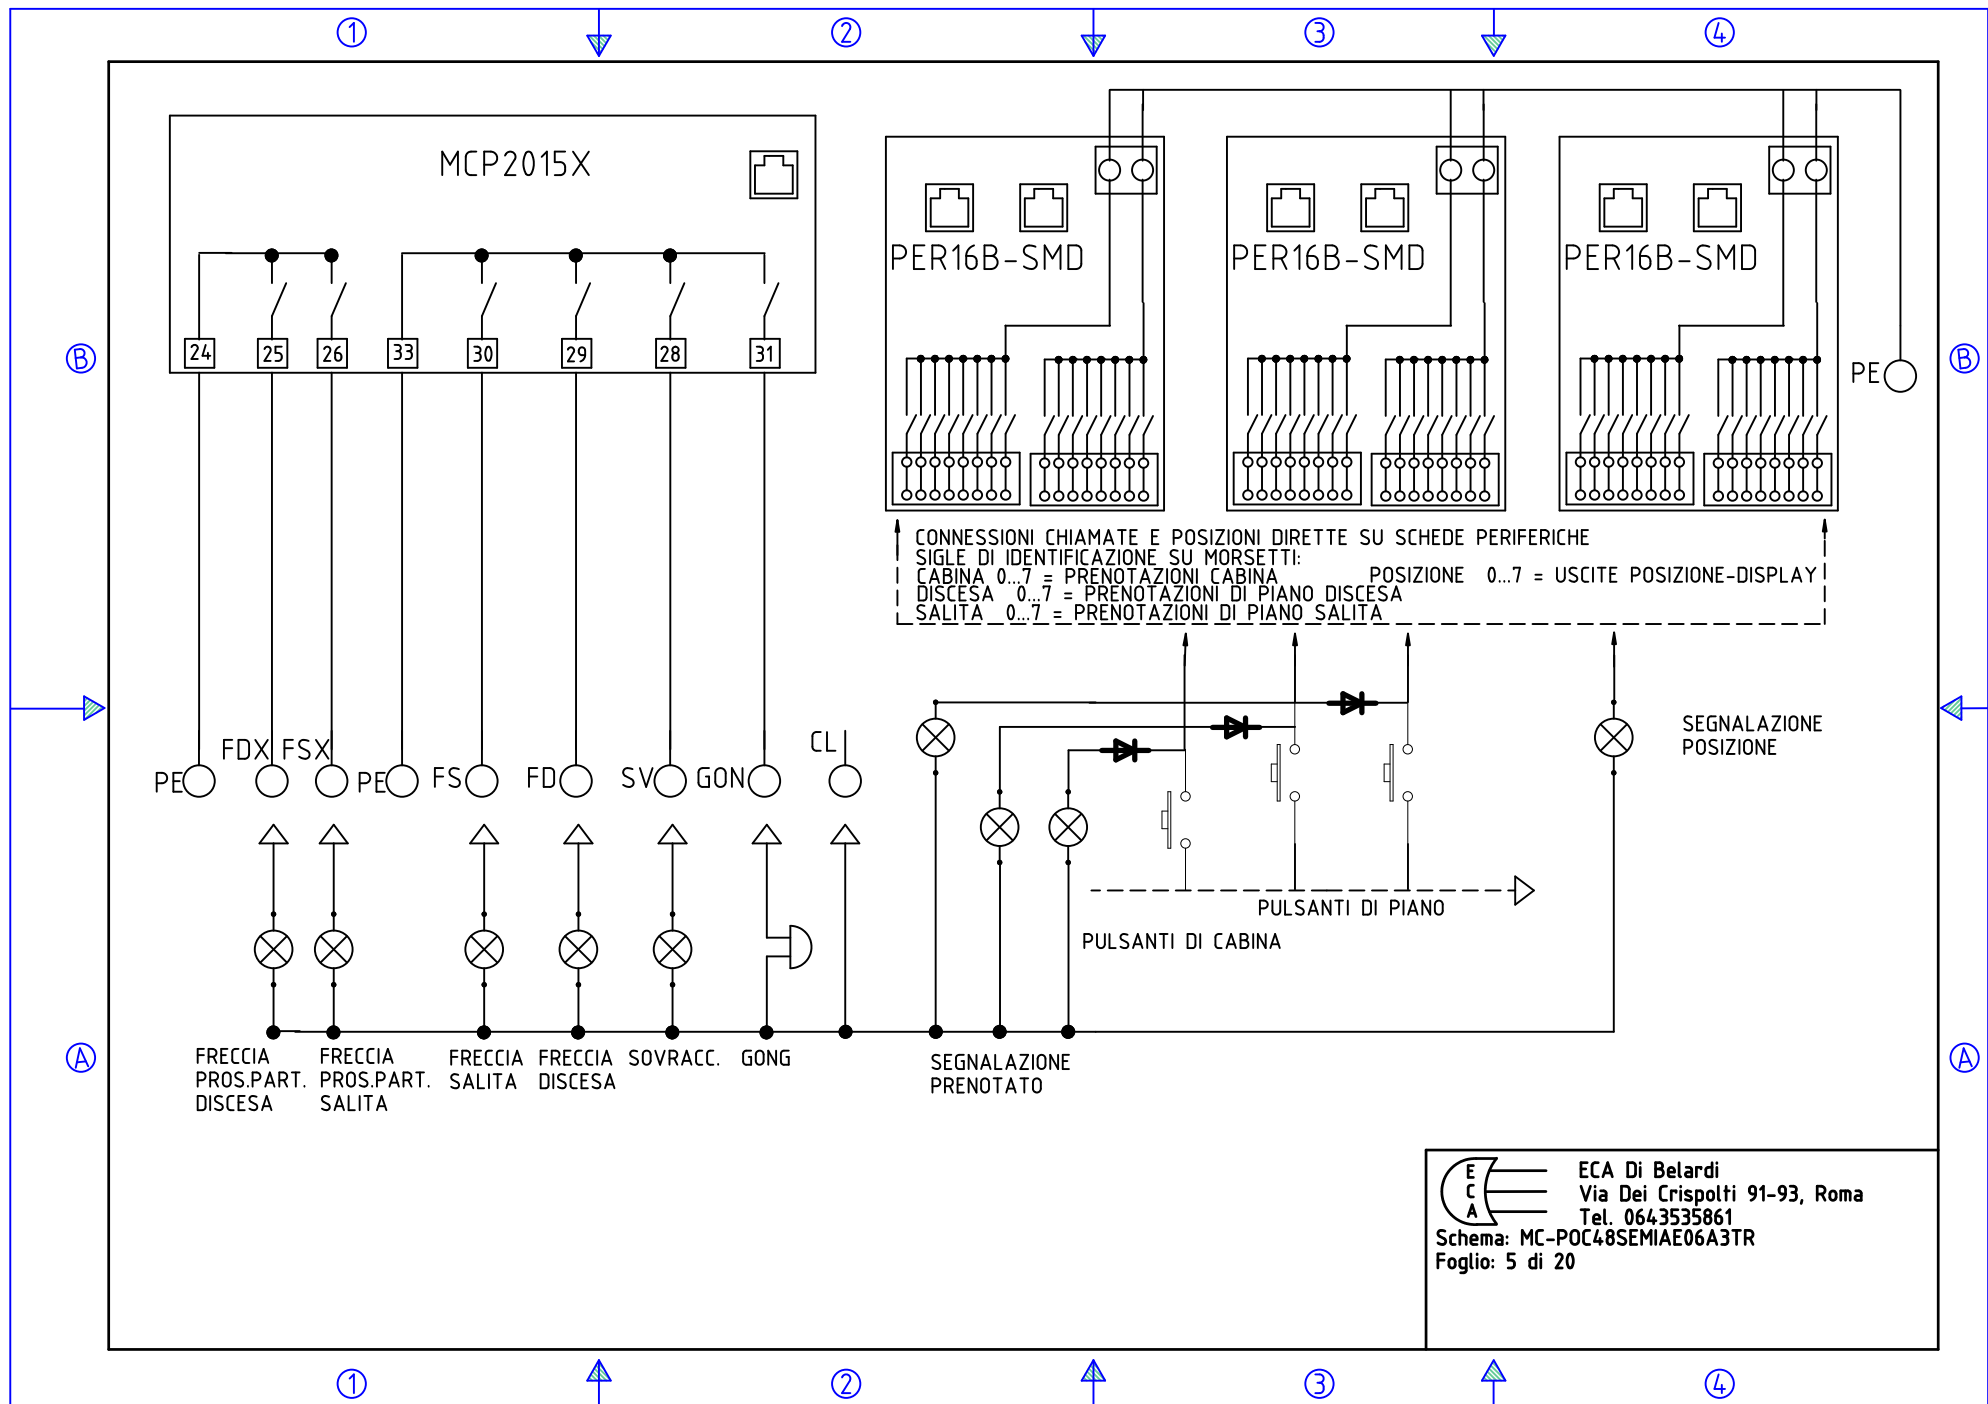 1 2 3 4
MCP2015X
PER16B-SMD PER16B-SMD PER16B-SMD
24 25 26 33 30 29 28 31
B B
PE
CONNESSIONI CHIAMATE E POSIZIONI DIRETTE SU SCHEDE PERIFERICHE
SIGLE DI IDENTIFICAZIONE SU MORSETTI:
CABINA 0...7 = PRENOTAZIONI CABINA POSIZIONE 0...7 = USCITE POSIZIONE-DISPLAY
DISCESA 0...7 = PRENOTAZIONI DI PIANO DISCESA
SALITA 0...7 = PRENOTAZIONI DI PIANO SALITA
SEGNALAZIONE
POSIZIONE
PE FDX FSX PE FS FD SV GON CL
PULSANTI DI PIANO
PULSANTI DI CABINA
A A
FRECCIA
PROS.PART.
DISCESA
FRECCIA
PROS.PART.
SALITA
FRECCIA
SALITA
FRECCIA
DISCESA
SOVRACC.
GONG
SEGNALAZIONE
PRENOTATO
E
C
A
ECA Di Belardi
Via Dei Crispolti 91-93, Roma
Tel. 0643535861
Schema: MC-POC48SEMIAE06A3TR
Foglio: 5 di 20
1 2 3 4